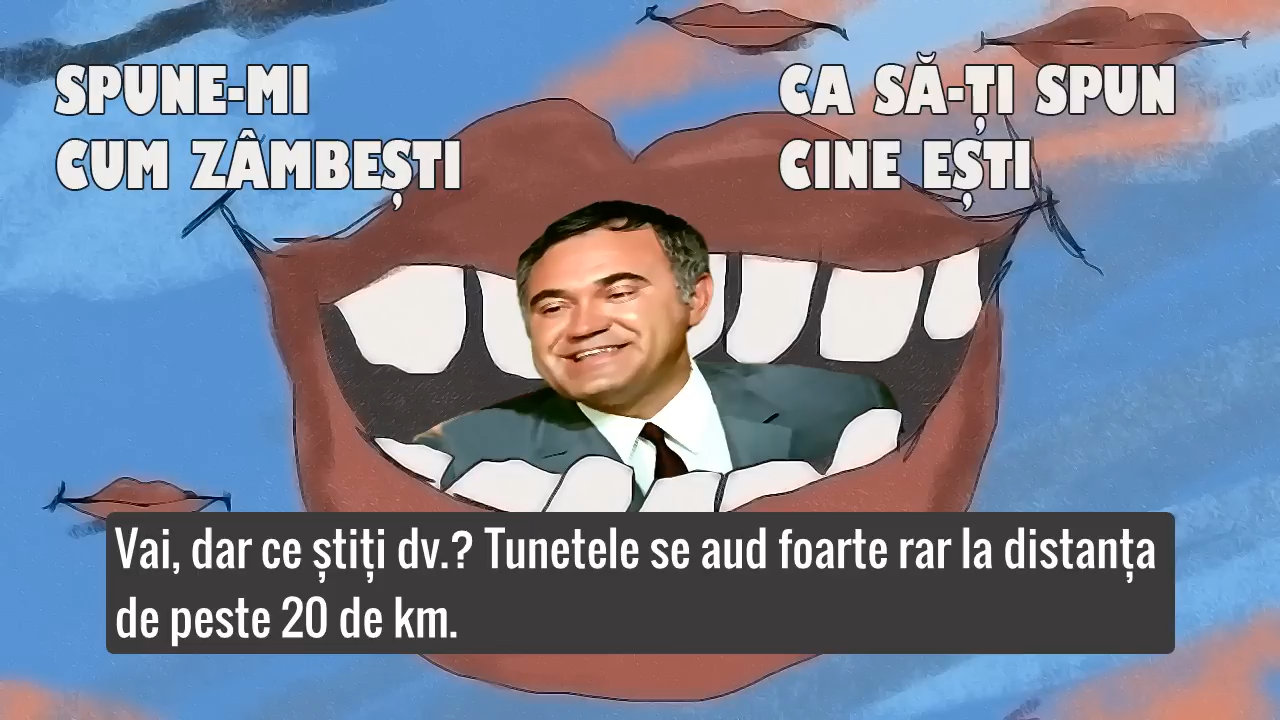 SPUNE-MI
CUM ZÂMBEȘTI
CA SĂ-ȚI SPUN
CINE EȘTI
Vai, dar ce știți dv.? Tunetele se aud foarte rar la distanța
de peste 20 de km.